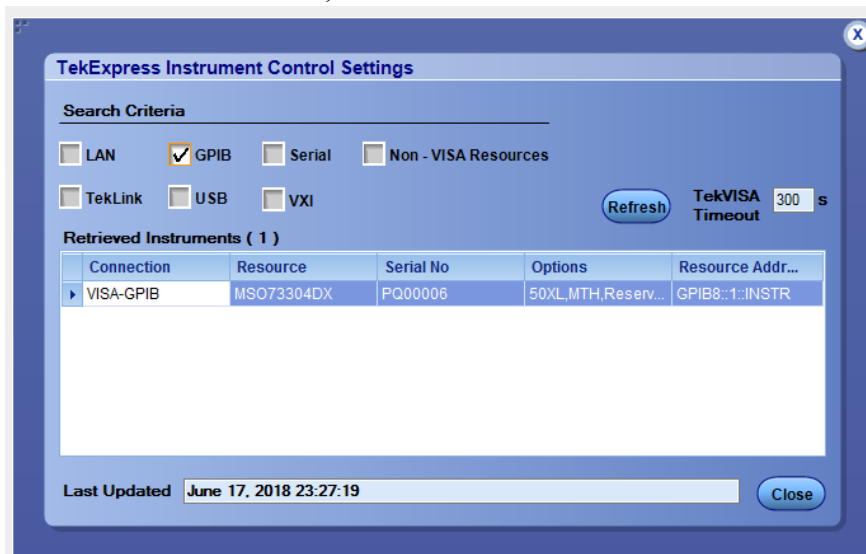 X
TekExpress Instrument Control Settings
Search Criteria
LAN GPIB Serial Non - VISA Resources
TekLink USB VXI Refresh TekVISA Timeout 300 s
Retrieved Instruments ( 1 )
Connection Resource Serial No Options Resource Addr...
VISA-GPIB MSO73304DX PQ00006 50XL,MTH,Reserv... GPIB8::1::INSTR
Last Updated June 17, 2018 23:27:19 Close